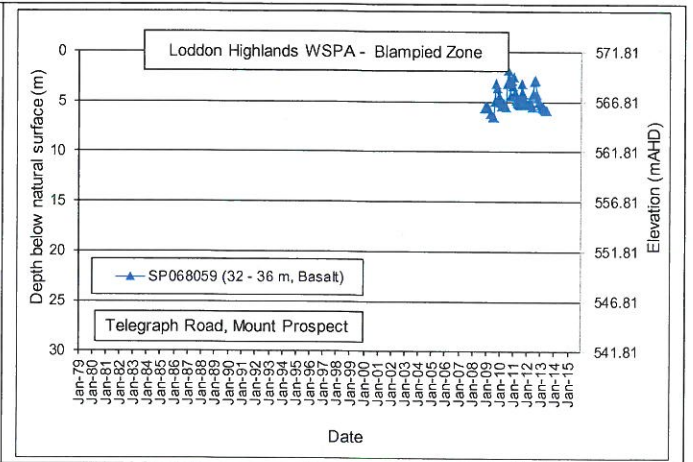 Loddon Highlands WSPA - Blampied Zone
Depth below natural surface (m)
0
5
10
15
20
25
30
571.81
566.81
561.81
556.81
551.81
546.81
541.81
Elevation (mAHD)
SP068059 (32 - 36 m, Basalt)
Telegraph Road, Mount Prospect
Jan-79
Jan-80
Jan-81
Jan-82
Jan-83
Jan-84
Jan-85
Jan-86
Jan-87
Jan-88
Jan-89
Jan-90
Jan-91
Jan-92
Jan-93
Jan-94
Jan-95
Jan-96
Jan-97
Jan-98
Jan-99
Jan-00
Jan-01
Jan-02
Jan-03
Jan-04
Jan-05
Jan-06
Jan-07
Jan-08
Jan-09
Jan-10
Jan-11
Jan-12
Jan-13
Jan-14
Jan-15
Date